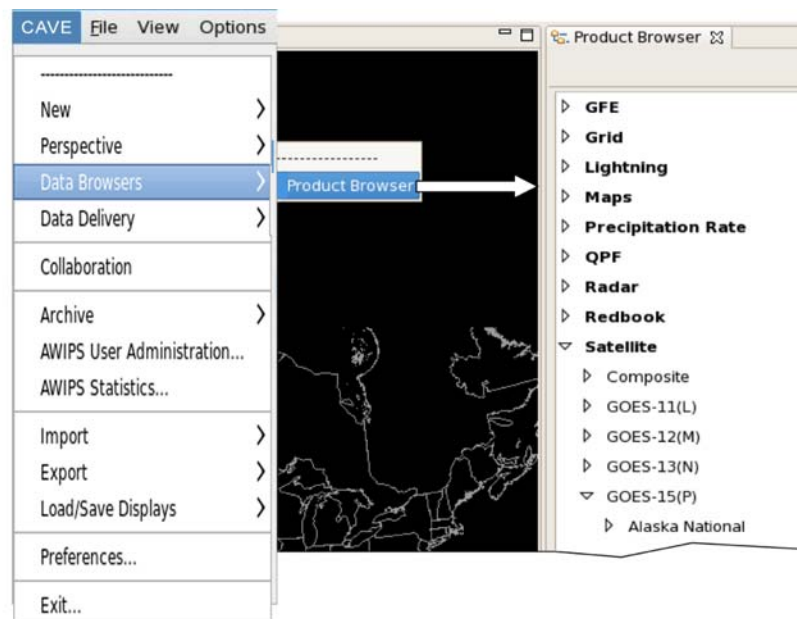 CAVE File View Options
----------------------------
New
Perspective
Data Browsers
Data Delivery
Collaboration
Archive
AWIPS User Administration...
AWIPS Statistics...
Import
Export
Load/Save Displays
Preferences...
Exit...
-----------------
Product Browser
Product Browser
GFE
Grid
Lightning
Maps
Precipitation Rate
QPF
Radar
Redbook
Satellite
Composite
GOES-11(L)
GOES-12(M)
GOES-13(N)
GOES-15(P)
Alaska National